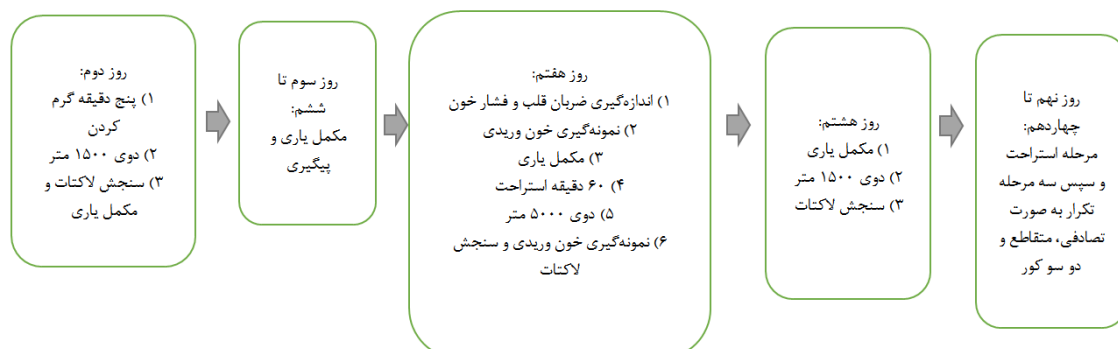 روز دوم:
۱) پنج دقیقه گرم
کردن
۲) دوی ۱۵۰۰ متر
۳) سنجش لاکتات و
مکمل یاری
روز سوم تا
ششم:
مکمل یاری و
پیگیری
روز هفتم:
۱) اندازه‌گیری ضربان قلب و فشار خون
۲) نمونه‌گیری خون وریدی
۳) مکمل یاری
۴) ۶۰ دقیقه استراحت
۵) دوی ۵۰۰۰ متر
۶) نمونه‌گیری خون وریدی و سنجش
لاکتات
روز هشتم:
۱) مکمل یاری
۲) دوی ۱۵۰۰ متر
۳) سنجش لاکتات
روز نهم تا
چهاردهم:
مرحله استراحت
و سپس سه مرحله
تکرار به صورت
تصادفی، متقاطع و
دو سو کور